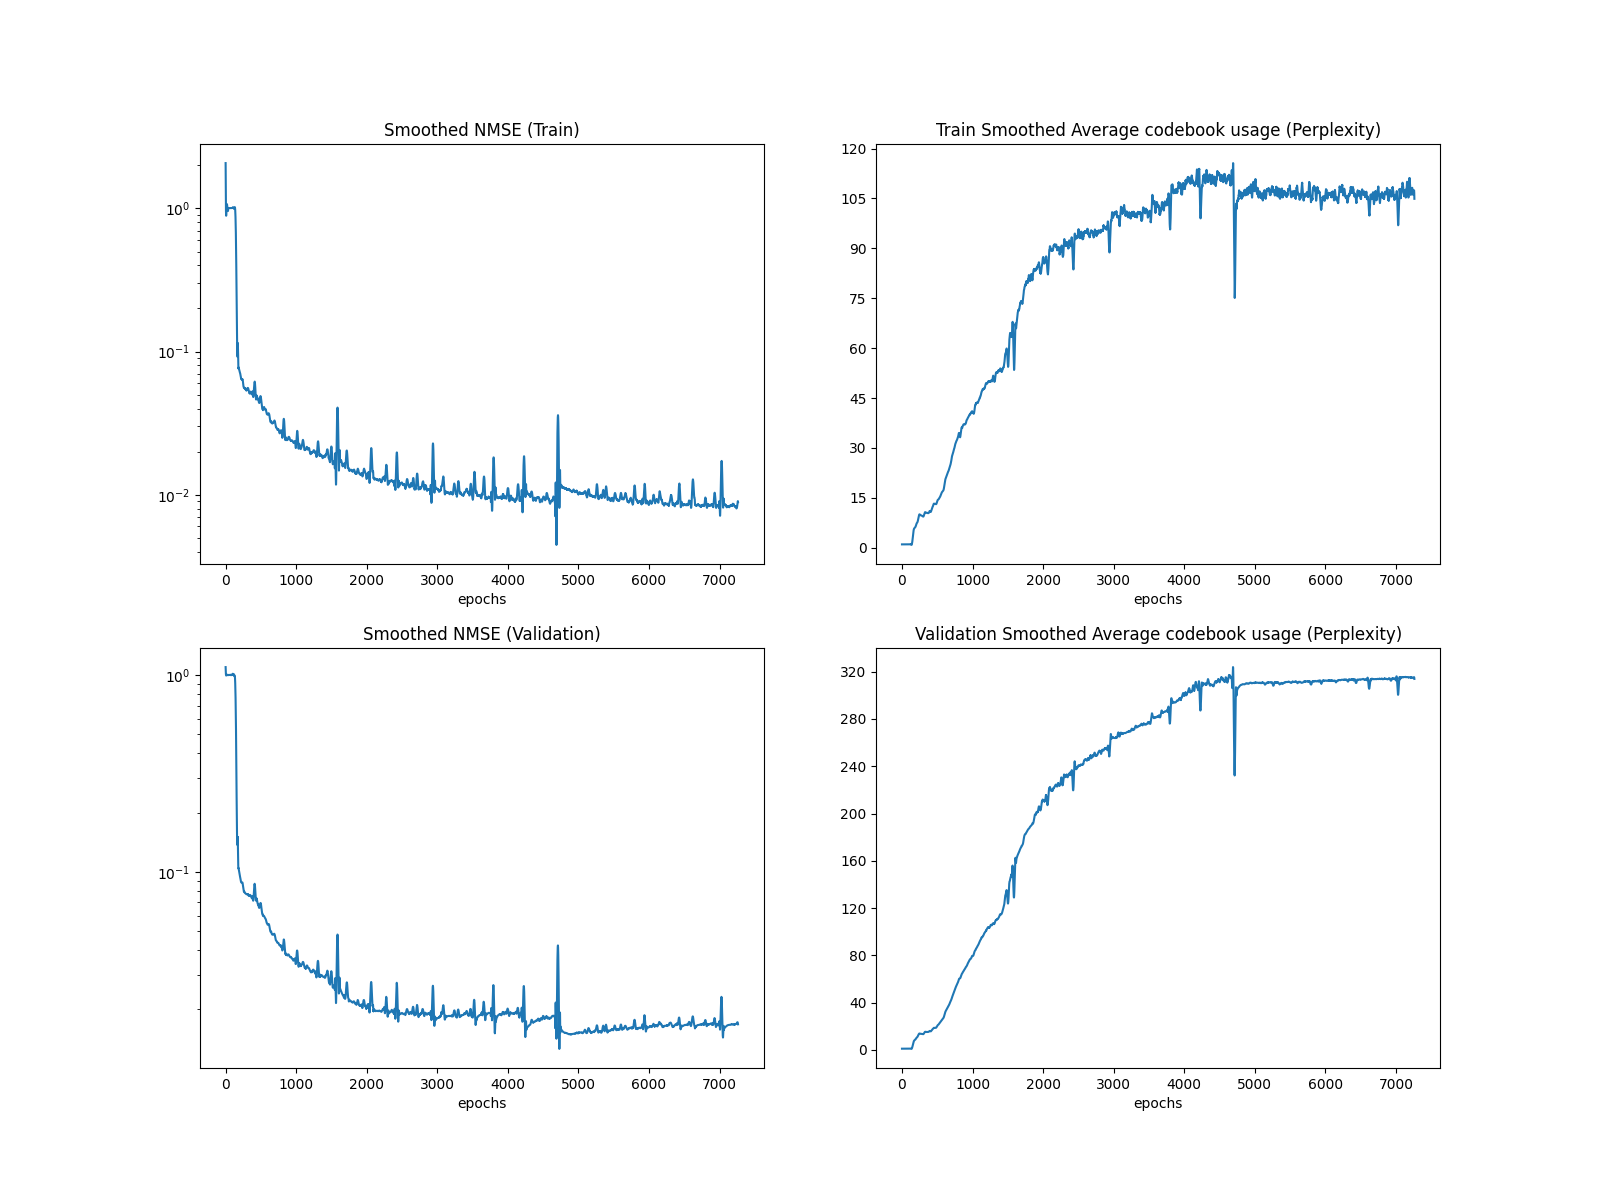 Smoothed NMSE (Train)
10^0
10^-1
10^-2
0 1000 2000 3000 4000 5000 6000 7000
epochs
Train Smoothed Average codebook usage (Perplexity)
120
105
90
75
60
45
30
15
0
0 1000 2000 3000 4000 5000 6000 7000
epochs
Smoothed NMSE (Validation)
10^0
10^-1
0 1000 2000 3000 4000 5000 6000 7000
epochs
Validation Smoothed Average codebook usage (Perplexity)
320
280
240
200
160
120
80
40
0
0 1000 2000 3000 4000 5000 6000 7000
epochs